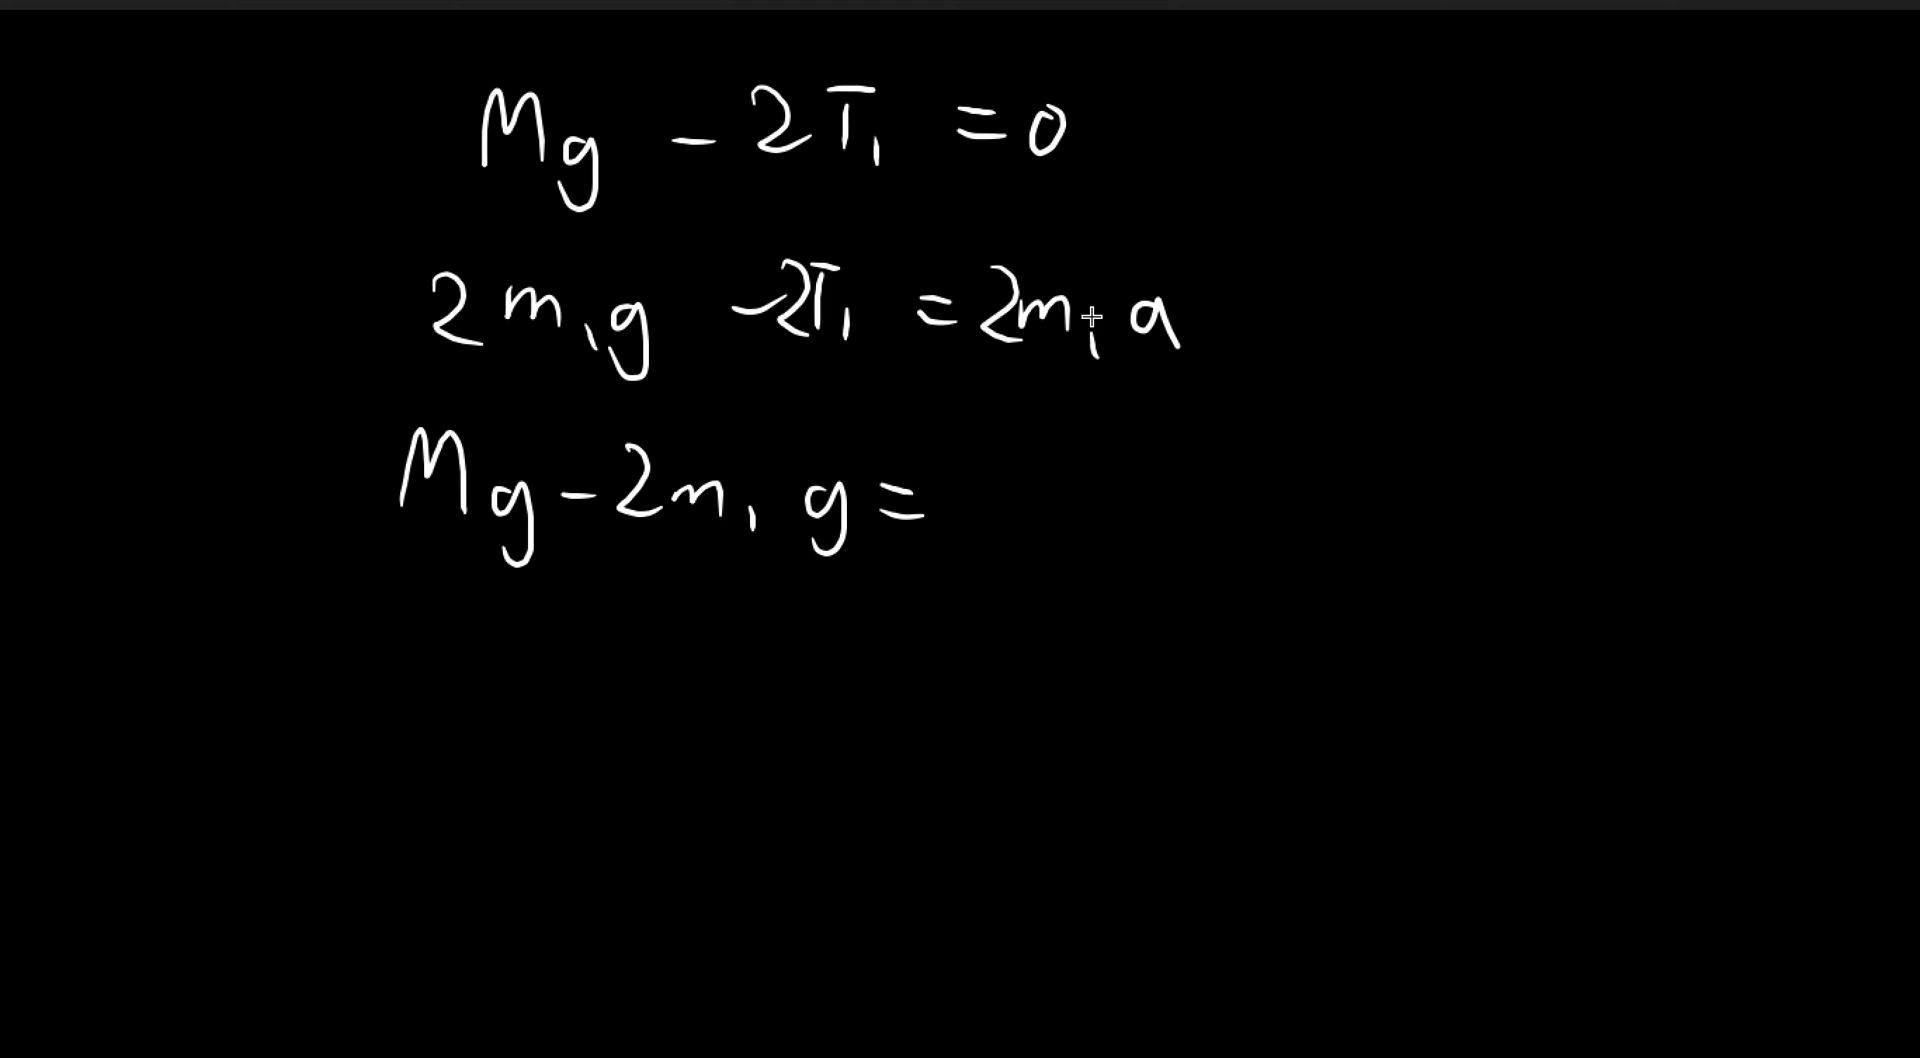 Mg - 2T₁ = 0
2m₁g - 2T₁ = 2m₁a
Mg - 2m₁g =